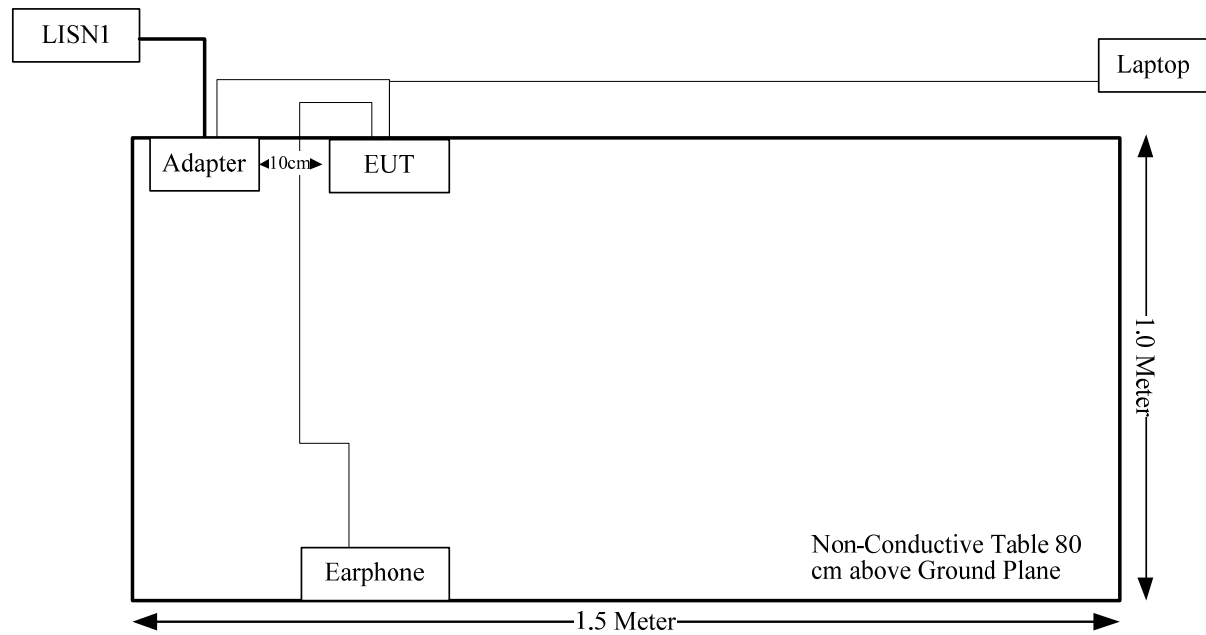 LISN1
Laptop
Adapter
10cm
EUT
1.0 Meter
Non-Conductive Table 80
cm above Ground Plane
Earphone
1.5 Meter